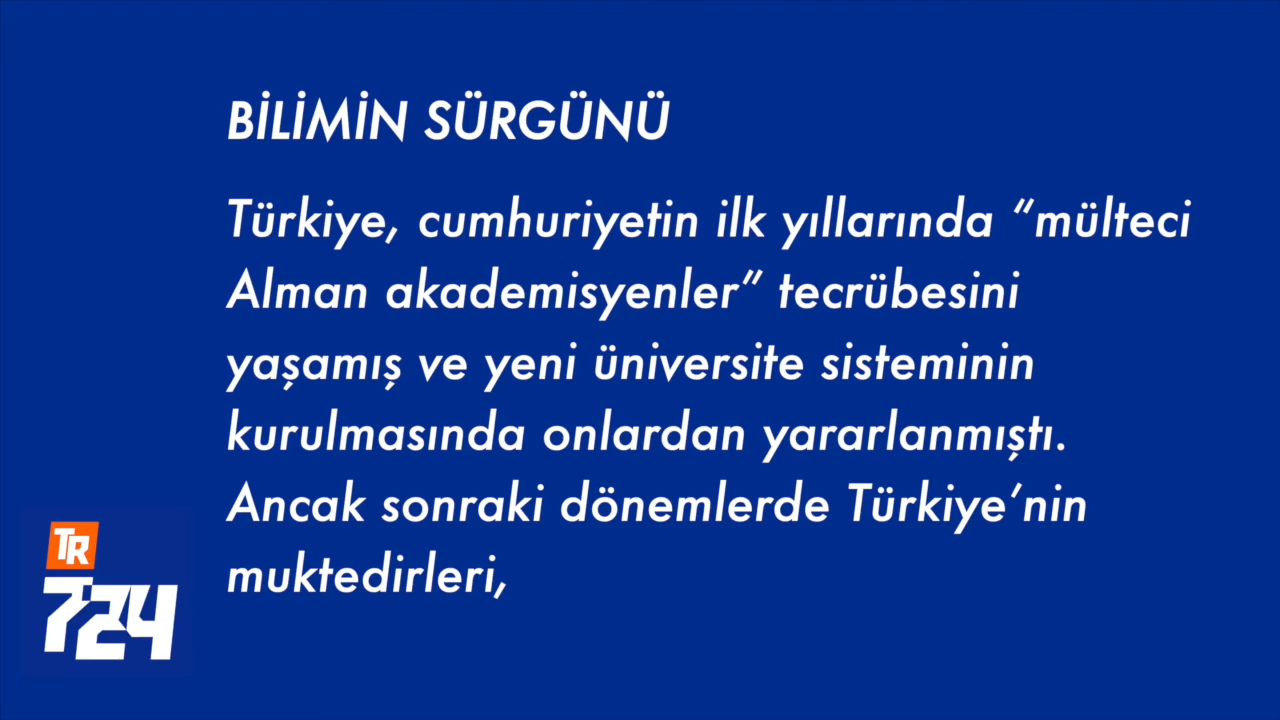 BİLİMİN SÜRGÜNÜ
Türkiye, cumhuriyetin ilk yıllarında “mülteci
Alman akademisyenler” tecrübesini
yaşamış ve yeni üniversite sisteminin
kurulmasında onlardan yararlanmıştı.
Ancak sonraki dönemlerde Türkiye’nin
muktedirleri,
TR
724